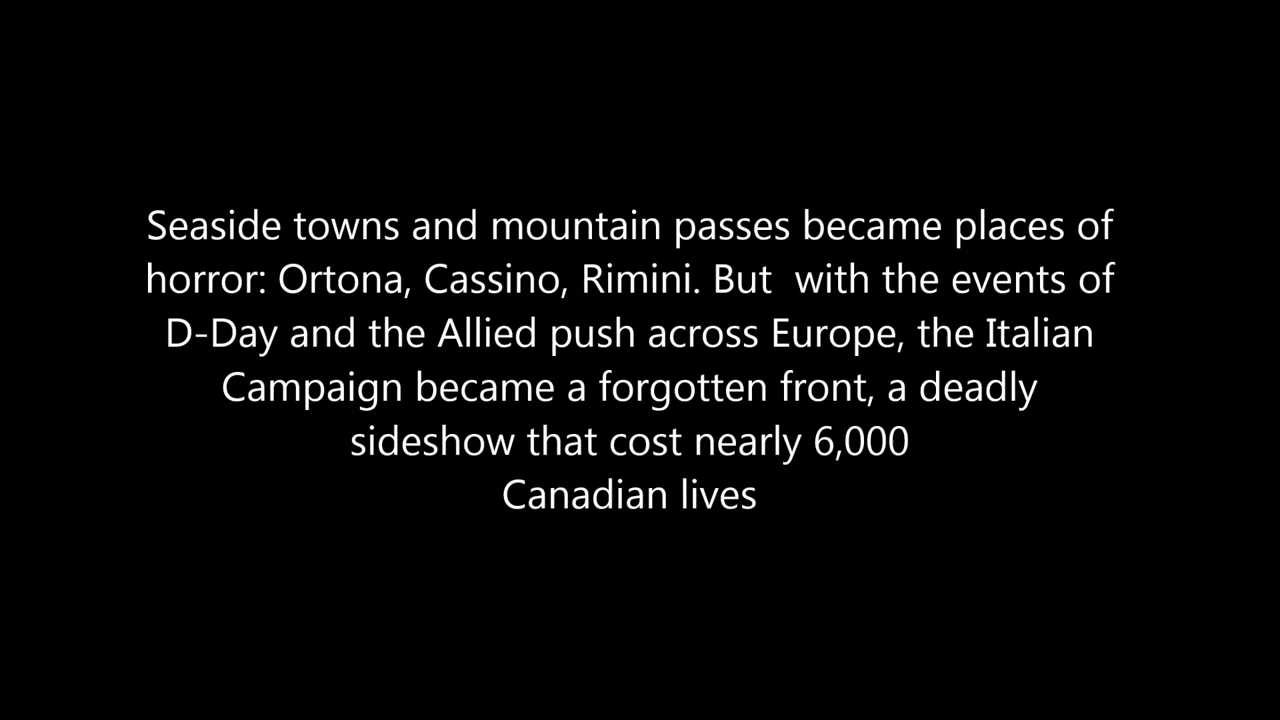 Seaside towns and mountain passes became places of
horror: Ortona, Cassino, Rimini. But  with the events of
D-Day and the Allied push across Europe, the Italian
Campaign became a forgotten front, a deadly
sideshow that cost nearly 6,000
Canadian lives